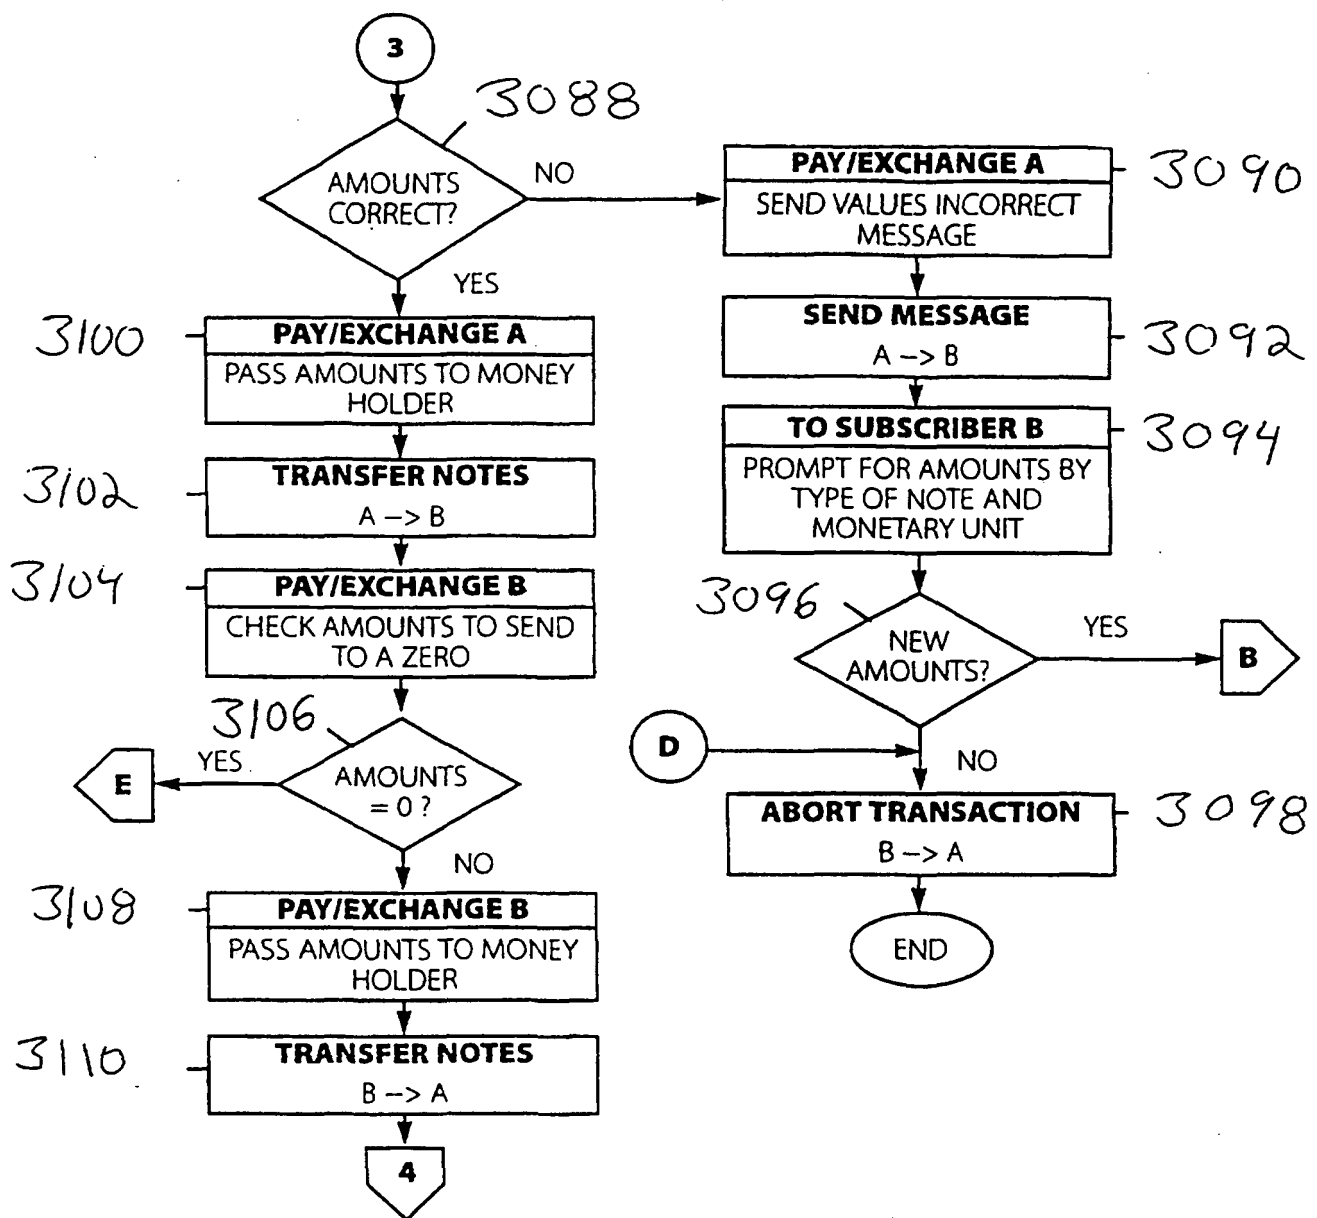 3
3088
AMOUNTS
CORRECT?
NO
YES
3100
PAY/EXCHANGE A
PASS AMOUNTS TO MONEY
HOLDER
3102
TRANSFER NOTES
A –> B
3104
PAY/EXCHANGE B
CHECK AMOUNTS TO SEND
TO A ZERO
3106
AMOUNTS
= 0 ?
YES
E
NO
3108
PAY/EXCHANGE B
PASS AMOUNTS TO MONEY
HOLDER
3110
TRANSFER NOTES
B –> A
4
PAY/EXCHANGE A
SEND VALUES INCORRECT
MESSAGE
3090
SEND MESSAGE
A –> B
3092
TO SUBSCRIBER B
PROMPT FOR AMOUNTS BY
TYPE OF NOTE AND
MONETARY UNIT
3094
3096
NEW
AMOUNTS?
YES
B
D
NO
ABORT TRANSACTION
B –> A
3098
END